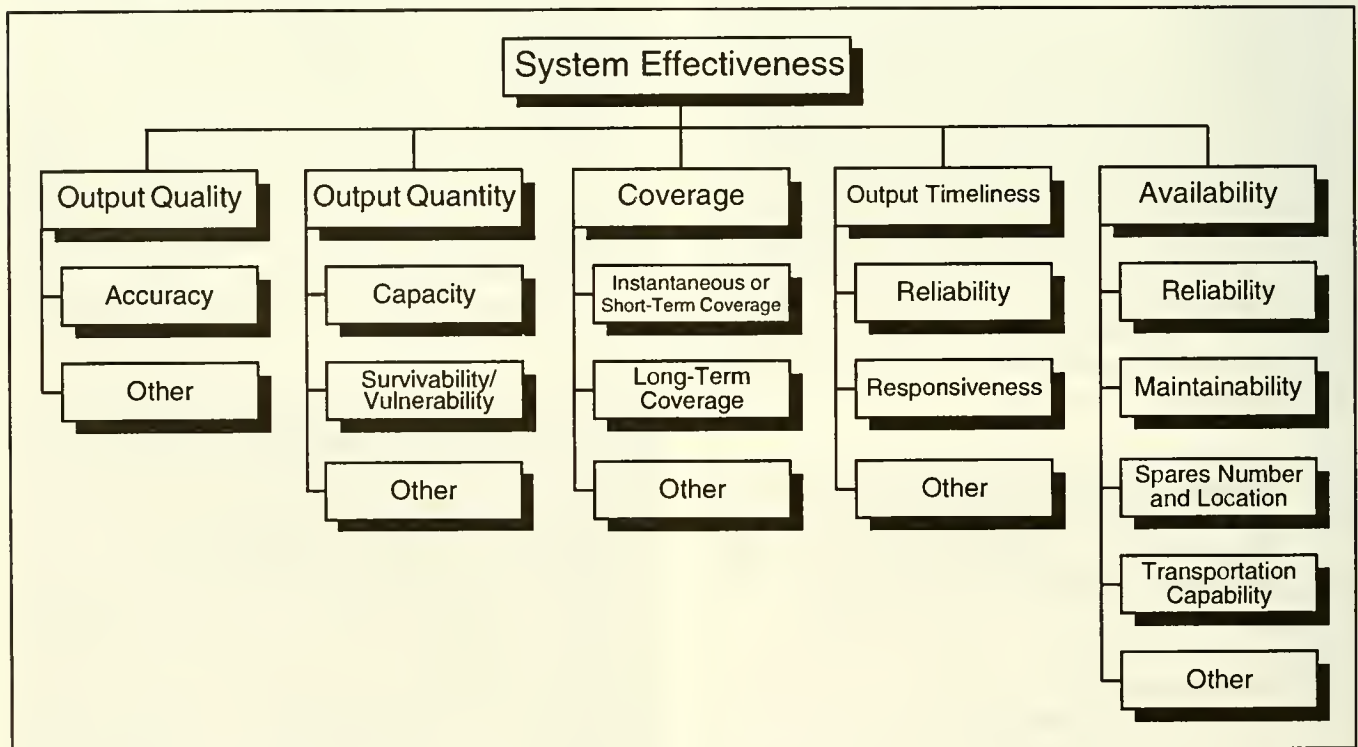 System Effectiveness
Output Quality
Accuracy
Other
Output Quantity
Capacity
Survivability/
Vulnerability
Other
Coverage
Instantaneous or
Short-Term Coverage
Long-Term
Coverage
Other
Output Timeliness
Reliability
Responsiveness
Other
Availability
Reliability
Maintainability
Spares Number
and Location
Transportation
Capability
Other